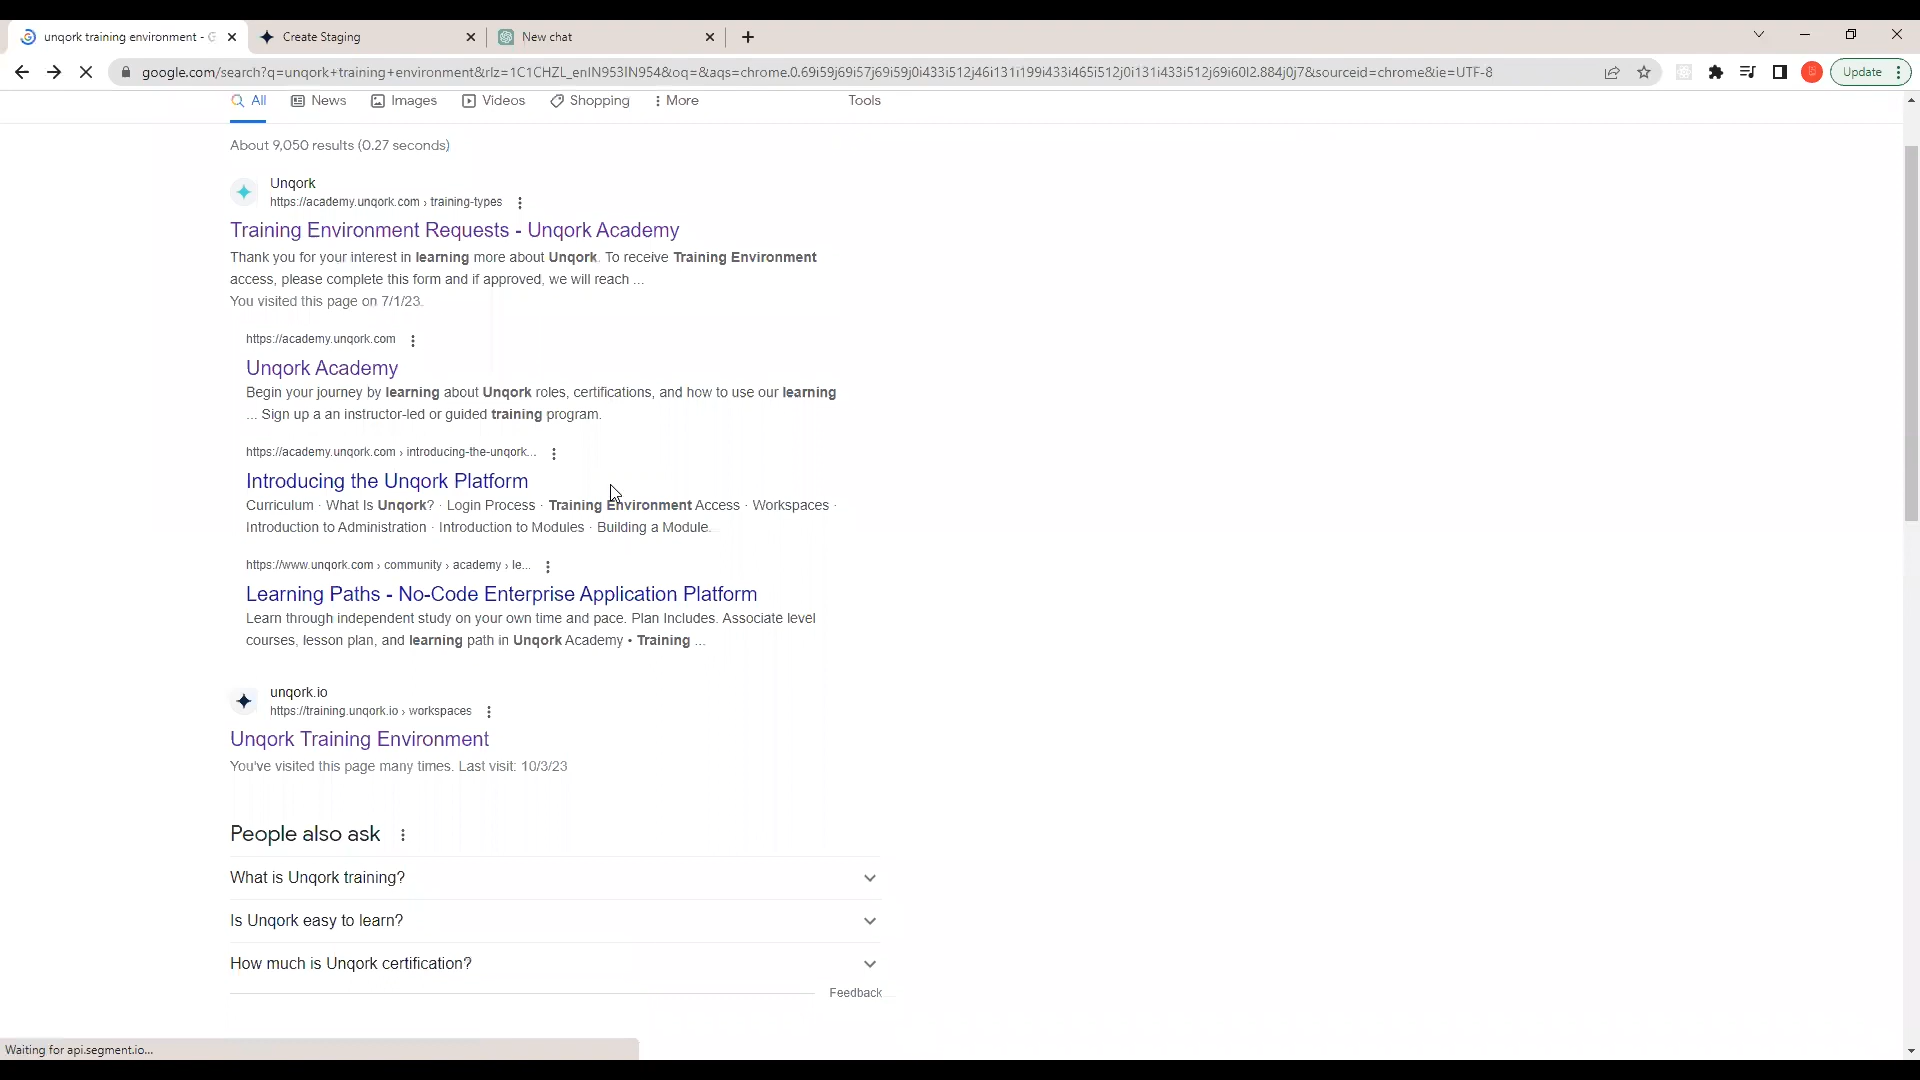 unqork training environment - G
Create Staging
New chat
google.com/search?q=unqork+training+environment&rlz=1C1CHZL_enIN953IN954&oq=&aqs=chrome.0.69i59j69i57j69i59j0i433i512j46i131i199i433i465i512j0i131i433i512j69i60l2.884j0j7&sourceid=chrome&ie=UTF-8
Update
All
News
Images
Videos
Shopping
More
Tools
About 9,050 results (0.27 seconds)
Unqork
https://academy.unqork.com › training-types
Training Environment Requests - Unqork Academy
Thank you for your interest in learning more about Unqork. To receive Training Environment
access, please complete this form and if approved, we will reach ...
You visited this page on 7/1/23.
https://academy.unqork.com
Unqork Academy
Begin your journey by learning about Unqork roles, certifications, and how to use our learning
... Sign up a an instructor-led or guided training program.
https://academy.unqork.com › introducing-the-unqork...
Introducing the Unqork Platform
Curriculum · What Is Unqork? · Login Process · Training Environment Access · Workspaces ·
Introduction to Administration · Introduction to Modules · Building a Module.
https://www.unqork.com › community › academy › le...
Learning Paths - No-Code Enterprise Application Platform
Learn through independent study on your own time and pace. Plan Includes. Associate level
courses, lesson plan, and learning path in Unqork Academy • Training ...
unqork.io
https://training.unqork.io › workspaces
Unqork Training Environment
You've visited this page many times. Last visit: 10/3/23
People also ask
What is Unqork training?
Is Unqork easy to learn?
How much is Unqork certification?
Feedback
Waiting for api.segment.io...